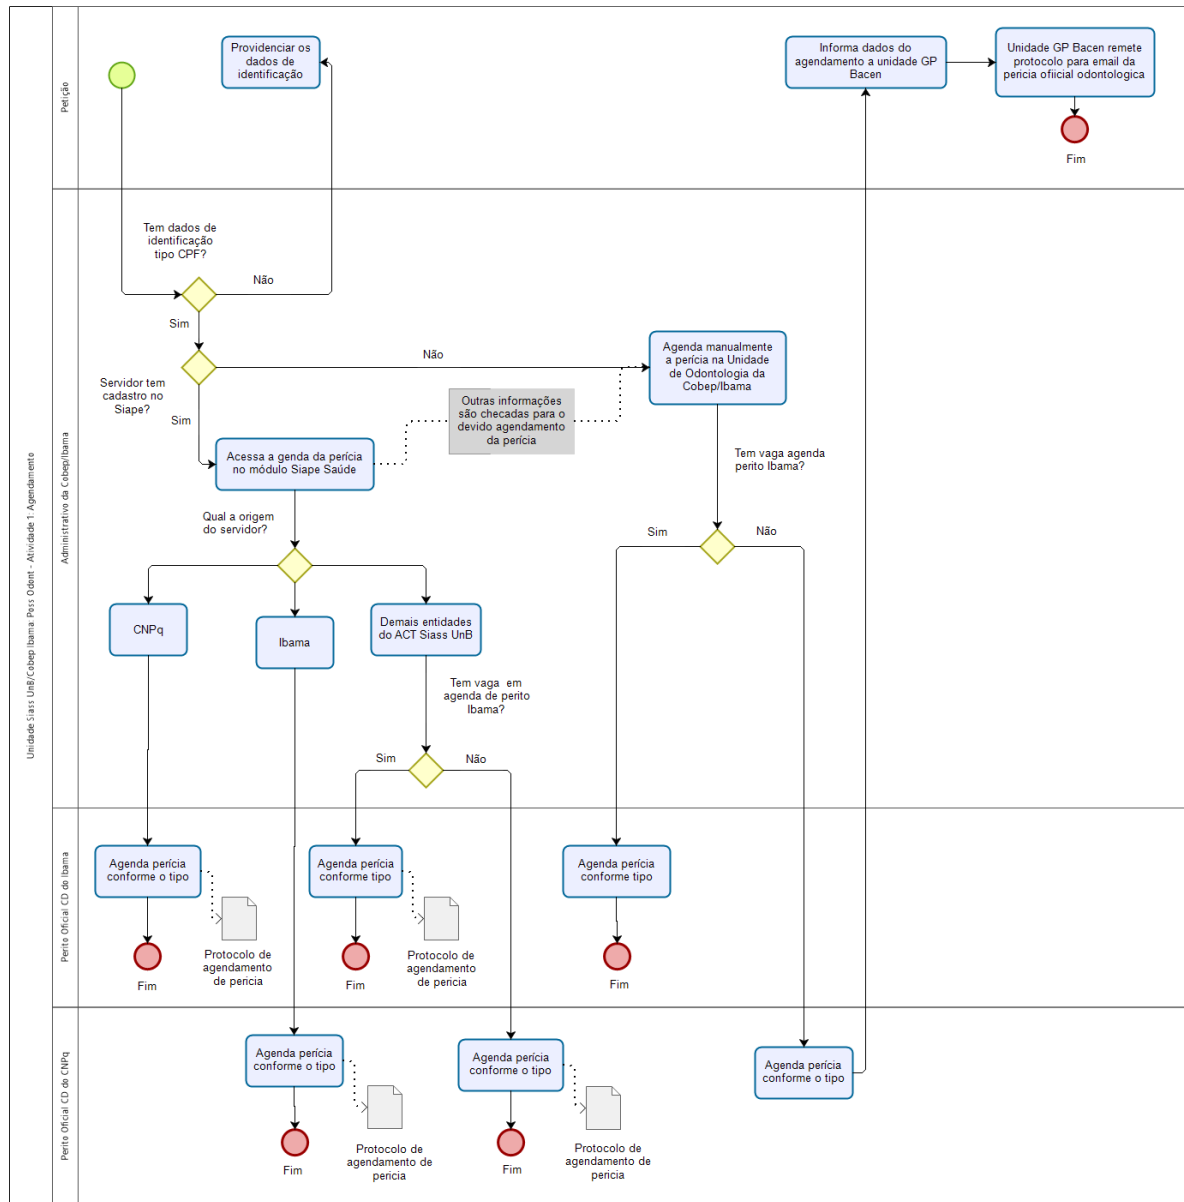 Unidade Siass UnB/Cobep Ibama: Poss Odont - Atividade 1: Agendamento
Petição
Providenciar os
dados de
identificação
Informa dados do
agendamento a unidade GP
Bacen
Unidade GP Bacen remete
protocolo para email da
pericia ofiicial odontologica
Fim
Administrativo da Cobep/Ibama
Tem dados de
identificação
tipo CPF?
Não
Sim
Servidor tem
cadastro no
Siape?
Não
Sim
Agenda manualmente
a perícia na Unidade
de Odontologia da
Cobep/Ibama
Outras informações
são checadas para o
devido agendamento
da perícia
Acessa a genda da perícia
no módulo Siape Saúde
Tem vaga agenda
perito Ibama?
Qual a origem
do servidor?
Sim
Não
CNPq
Ibama
Demais entidades
do ACT Siass UnB
Tem vaga em
agenda de perito
Ibama?
Sim
Não
Perito Oficial CD do Ibama
Agenda perícia
conforme o tipo
Agenda perícia
conforme tipo
Agenda perícia
conforme tipo
Protocolo de
agendamento
de pericia
Protocolo de
agendamento
de pericia
Fim
Fim
Fim
Perito Oficial CD do CNPq
Agenda perícia
conforme o tipo
Agenda perícia
conforme o tipo
Agenda perícia
conforme o tipo
Protocolo de
agendamento de
pericia
Protocolo de
agendamento de
pericia
Fim
Fim